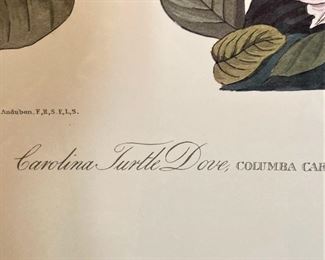 Audubon, F,R,S.F,L,S.
Carolina Turtle Dove, COLUMBA CAR